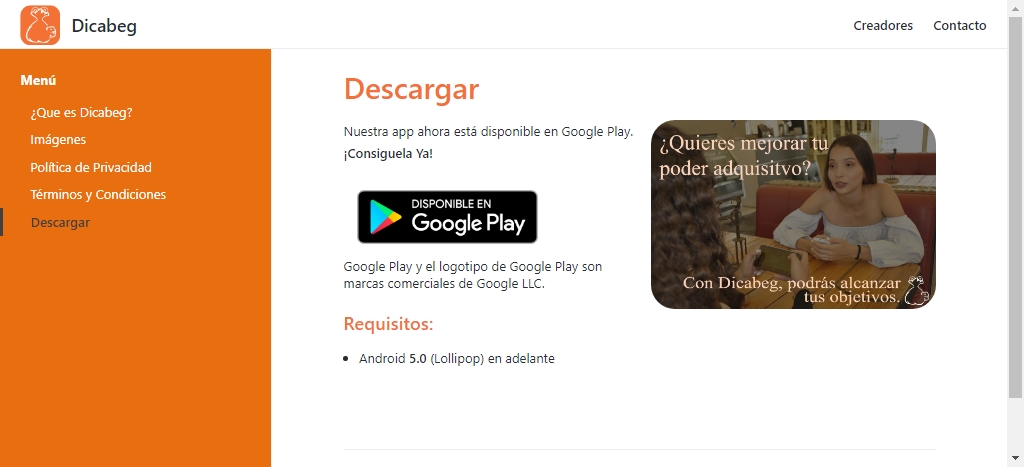 Dicabeg
Creadores
Contacto
Menú
¿Que es Dicabeg?
Imágenes
Política de Privacidad
Términos y Condiciones
Descargar
Descargar
Nuestra app ahora está disponible en Google Play.
¡Consiguela Ya!
DISPONIBLE EN
Google Play
Google Play y el logotipo de Google Play son
marcas comerciales de Google LLC.
Requisitos:
Android 5.0 (Lollipop) en adelante
¿Quieres mejorar tu
poder adquisitvo?
Con Dicabeg, podrás alcanzar
tus objetivos.